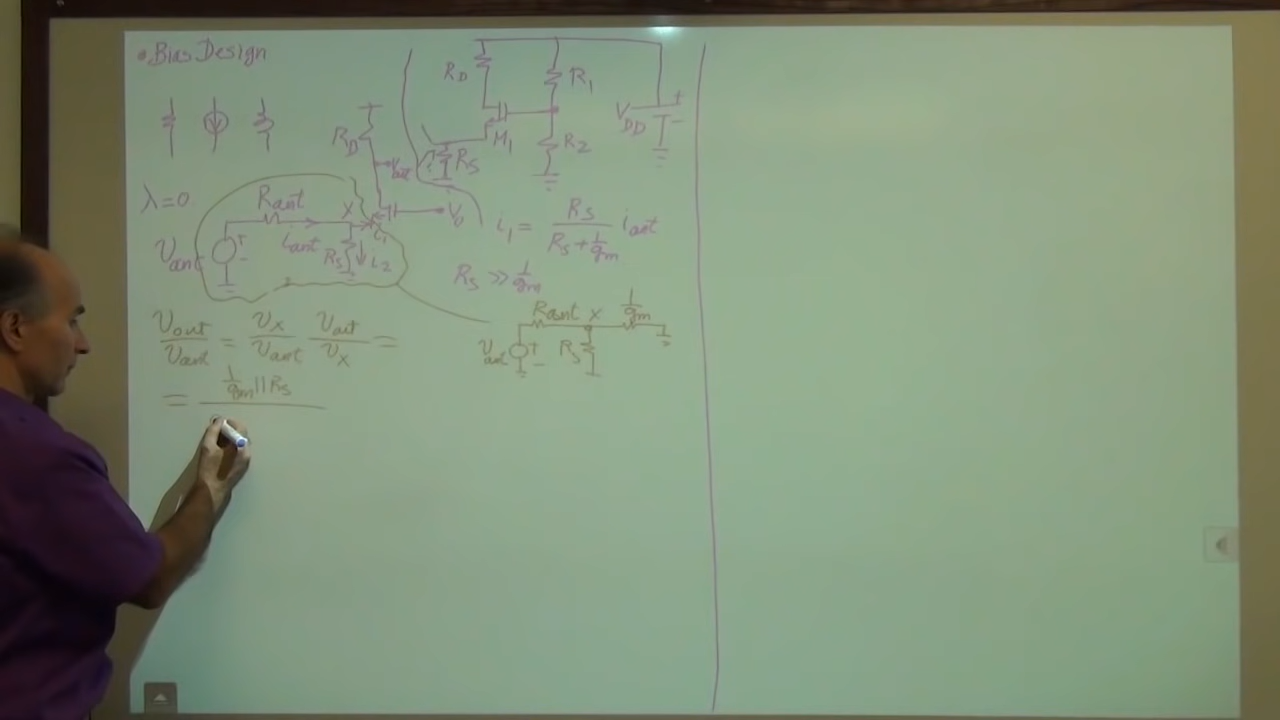 • Bias Design
R_D
R_1
V_DD
+
-
M_1
R_2
R_S
?
R_D
V_out
λ = 0
R_ant
X
i_1
V_b
i_1 = R_S / (R_S + 1/g_m) i_ant
V_ant
+
-
i_ant
R_S
i_2
R_S >> 1/g_m
R_ant X 1/g_m
V_ant
+
-
R_S
V_out / V_ant = V_X / V_ant V_out / V_X =
= 1/g_m || R_S